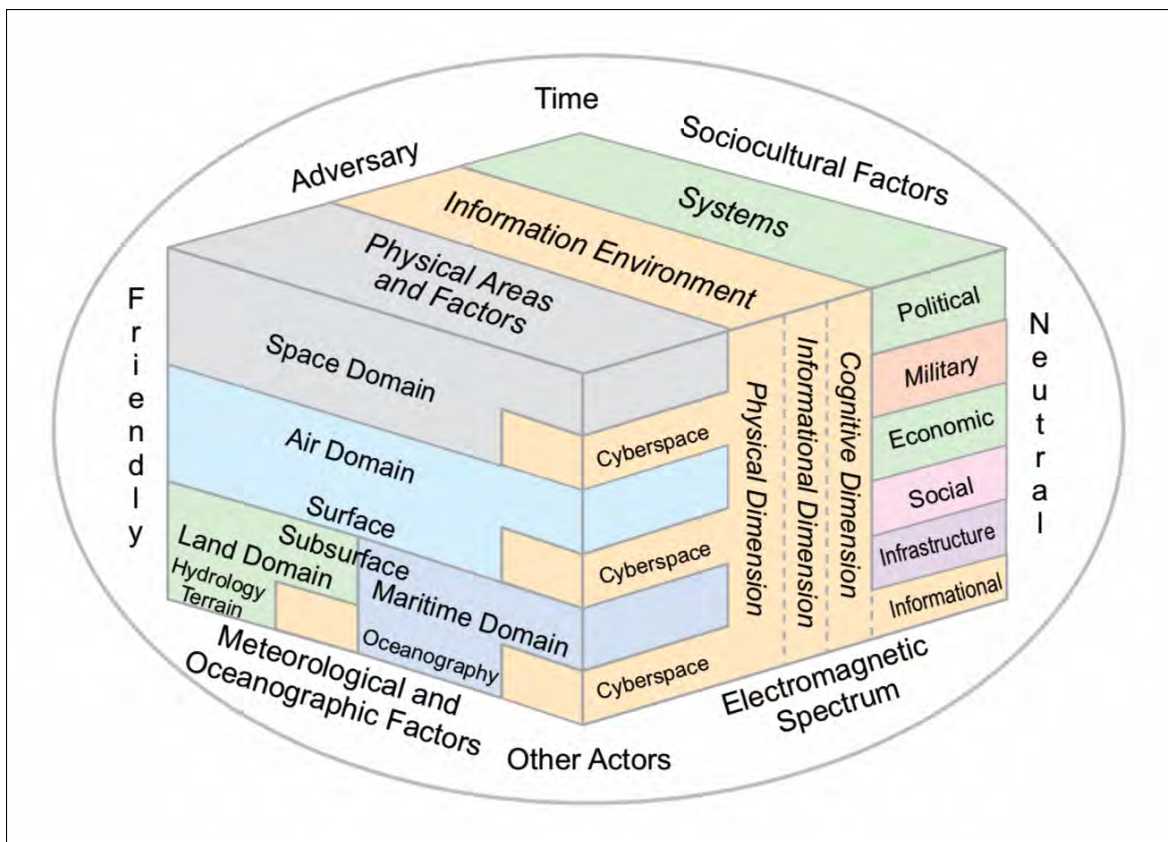 Time
Sociocultural Factors
Adversary
Systems
Information Environment
Physical Areas
and Factors
Friendly
Space Domain
Air Domain
Surface
Subsurface
Land Domain
Hydrology
Terrain
Maritime Domain
Oceanography
Cyberspace
Cyberspace
Cyberspace
Physical Dimension
Informational Dimension
Cognitive Dimension
Political
Military
Economic
Social
Infrastructure
Informational
Neutral
Meteorological and
Oceanographic Factors
Electromagnetic
Spectrum
Other Actors